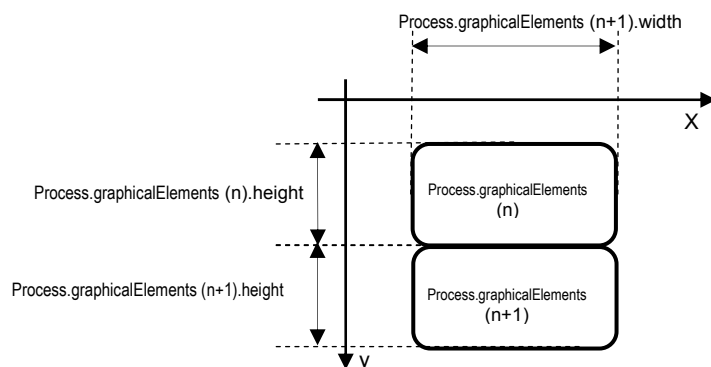 Process.graphicalElements (n+1).width
X
Process.graphicalElements (n).height
Process.graphicalElements
(n)
Process.graphicalElements (n+1).height
Process.graphicalElements
(n+1)
y